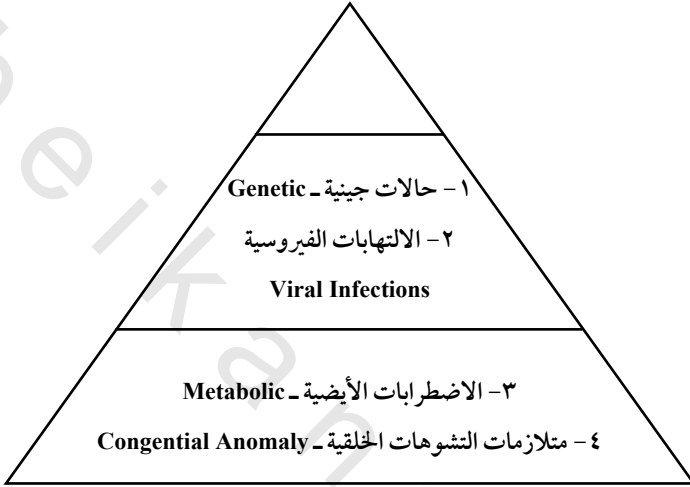 ١- حالات جينية ـ Genetic
٢- الالتهابات الفيروسية
Viral Infections
٣- الاضطرابات الأيضية ـ Metabolic
٤- متلازمات التشوهات الخلقية ـ Congential Anomaly